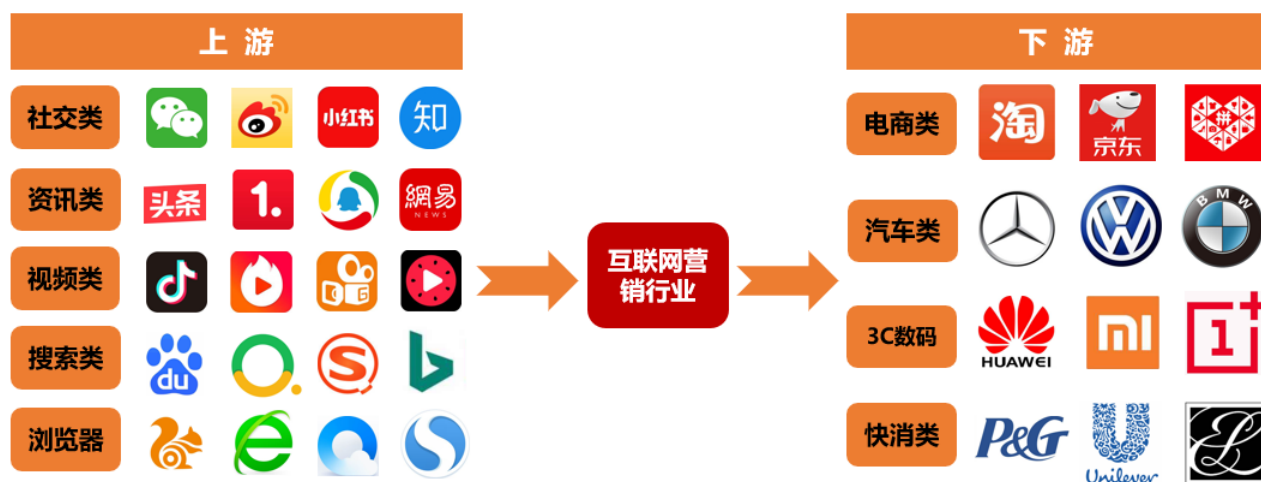 上 游
下 游
社交类
小红书
知
资讯类
头条
1.
網易
NEWS
视频类
搜索类
du
S
b
浏览器
e
S
互联网营
销行业
电商类
淘
京东
拼
汽车类
BMW
3C数码
HUAWEI
mi
1+
快消类
P&G
Unilever